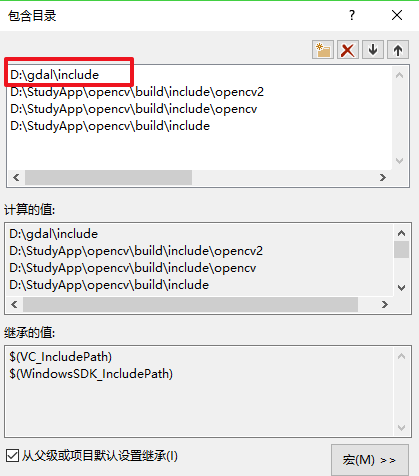 包含目录
D:\gdal\include
D:\StudyApp\opencv\build\include\opencv2
D:\StudyApp\opencv\build\include\opencv
D:\StudyApp\opencv\build\include
计算的值:
D:\gdal\include
D:\StudyApp\opencv\build\include\opencv2
D:\StudyApp\opencv\build\include\opencv
D:\StudyApp\opencv\build\include
继承的值:
$(VC_IncludePath)
$(WindowsSDK_IncludePath)
从父级或项目默认设置继承(I)
宏(M) >>